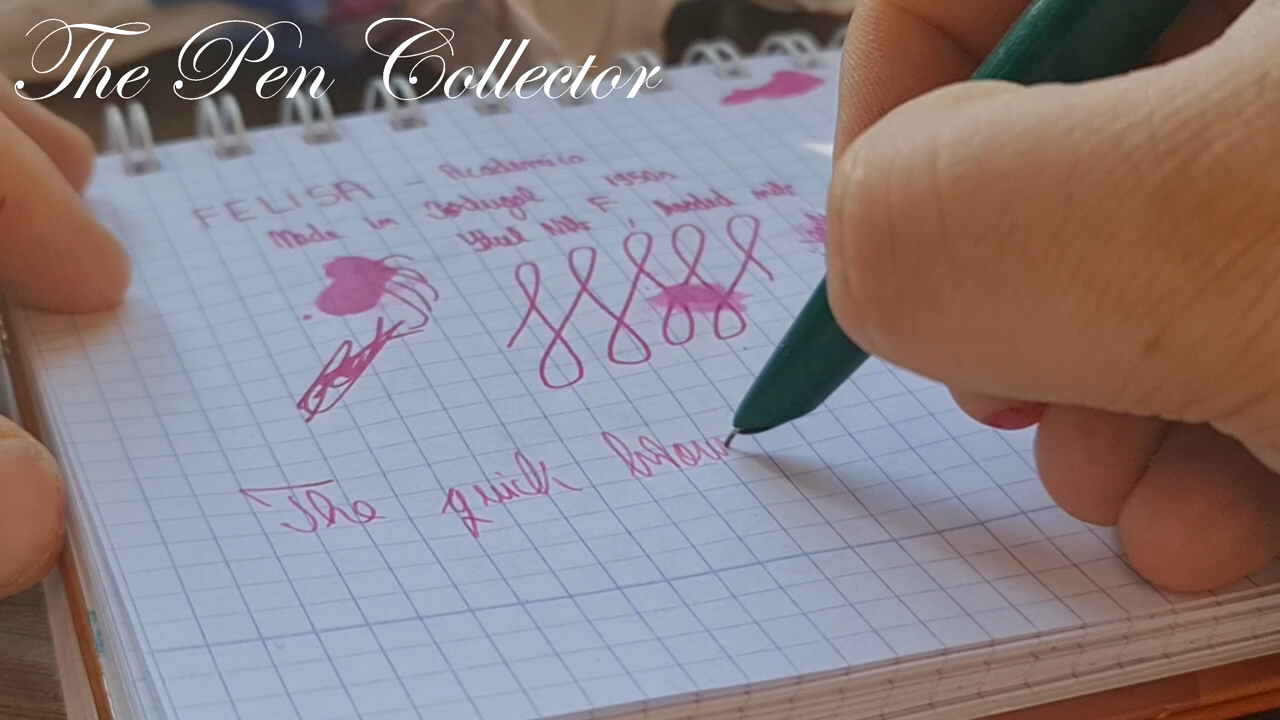 The Pen Collector
FELISA - Academica
Made in Portugal F 1950s
Steel Nib, hooded nib
The quick brow